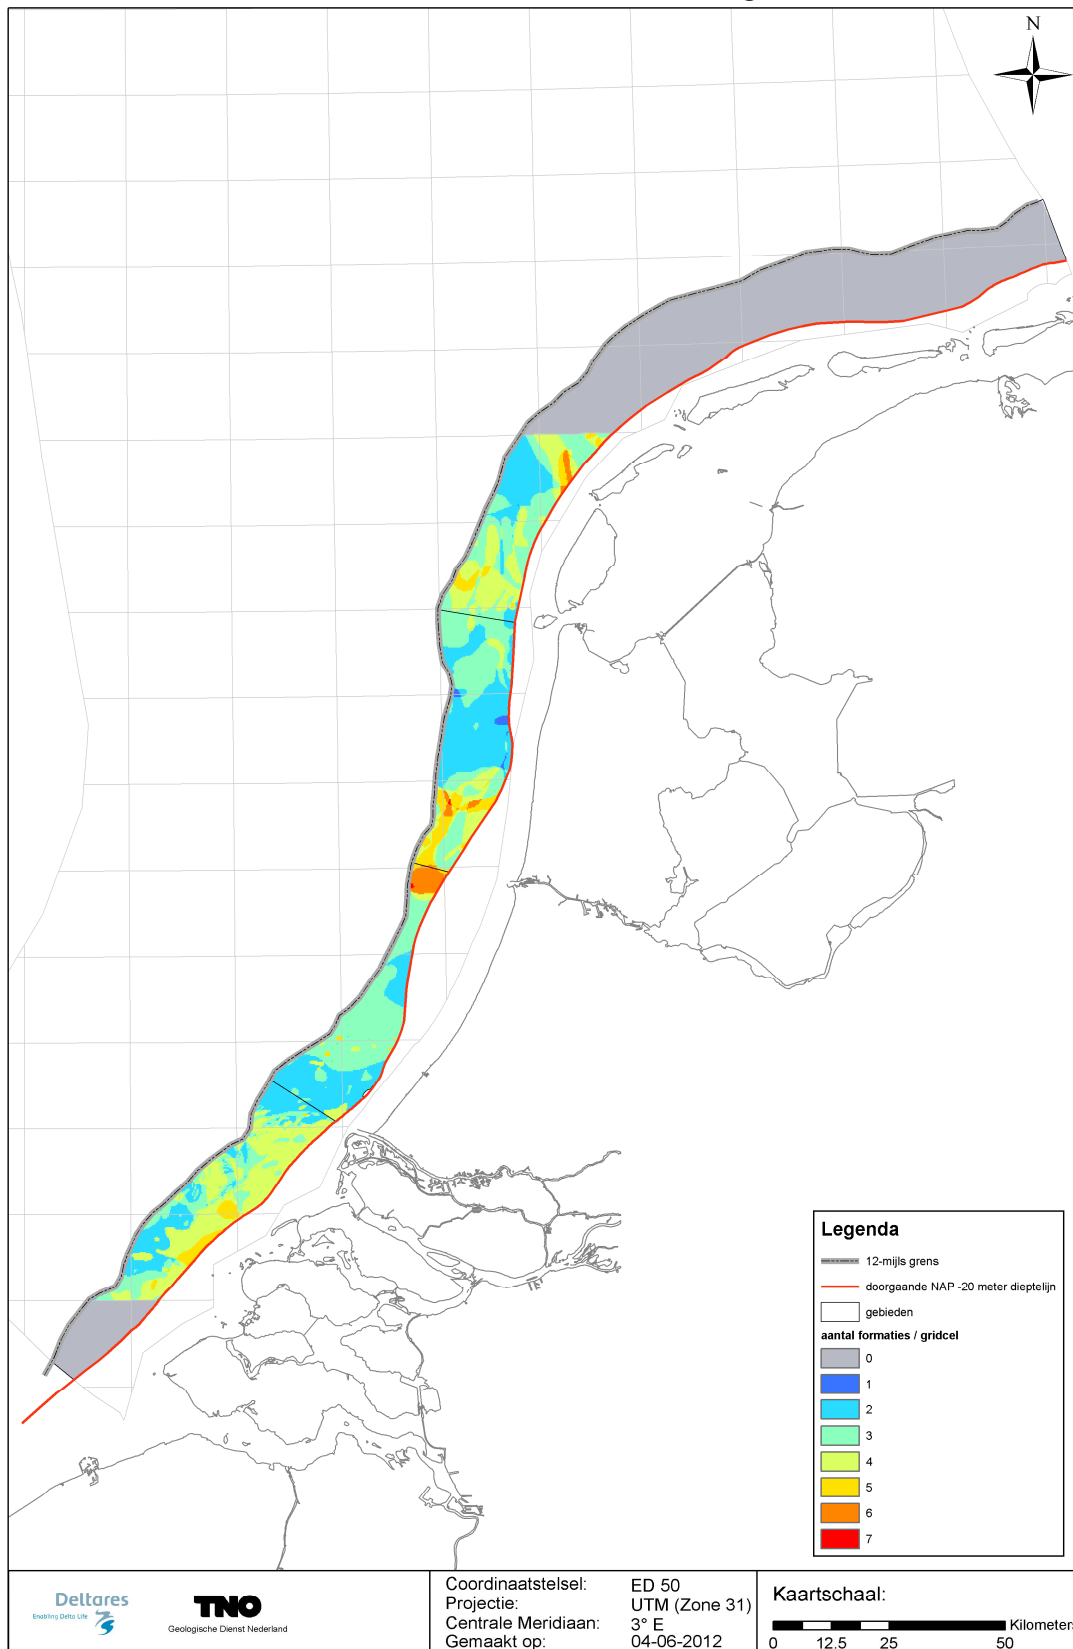 N
Legenda
12-mijls grens
doorgaande NAP -20 meter dieptelijn
gebieden
aantal formaties / gridcel
0
1
2
3
4
5
6
7
Deltares
Enabling Delta Life
TNO
Geologische Dienst Nederland
Coordinaatstelsel: ED 50
Projectie: UTM (Zone 31)
Centrale Meridiaan: 3° E
Gemaakt op: 04-06-2012
Kaartschaal:
Kilometers
0 12.5 25 50